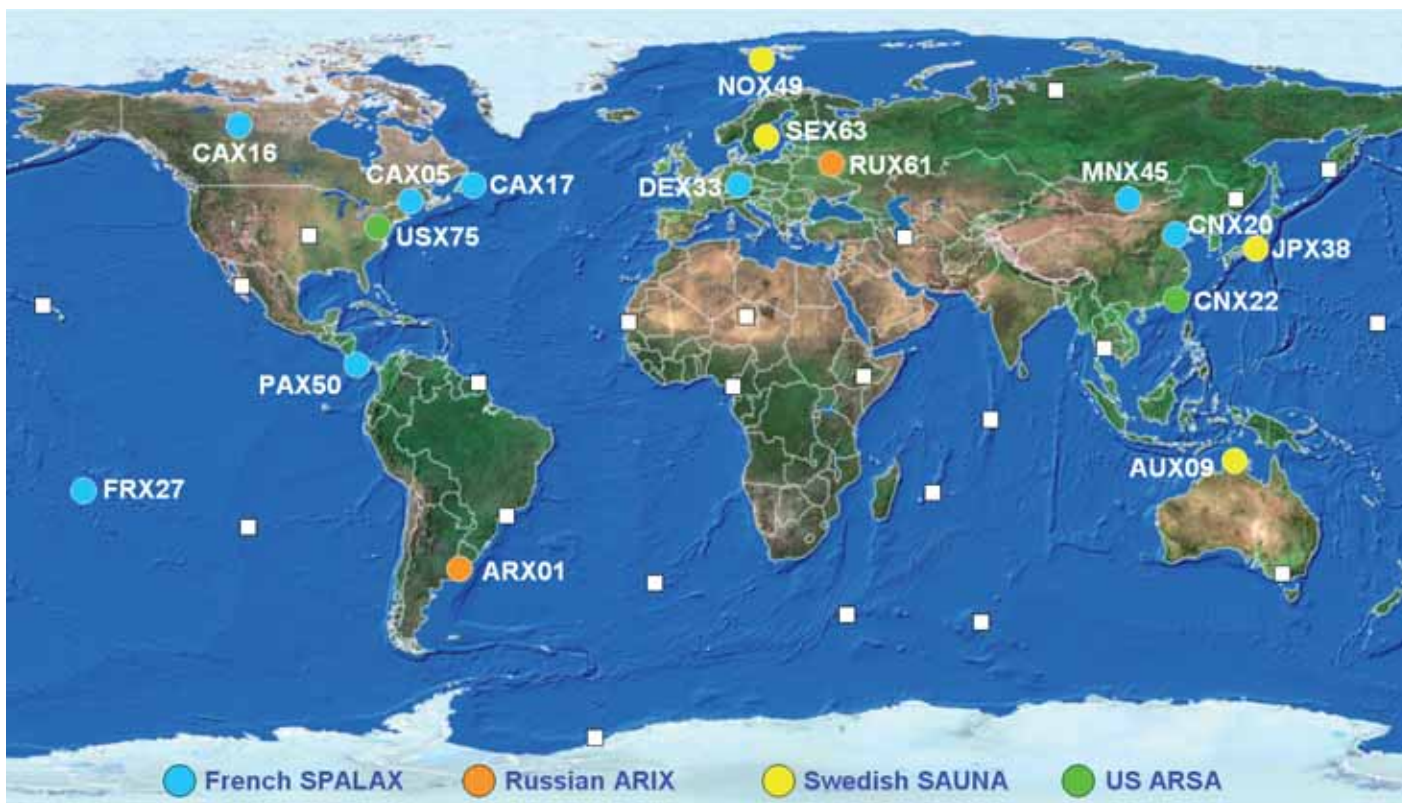 NOX49
SEX63
CAX16
RUX61
CAX05
CAX17
DEX33
MNX45
USX75
CNX20
JPX38
CNX22
PAX50
AUX09
FRX27
ARX01
French SPALAX
Russian ARIX
Swedish SAUNA
US ARSA